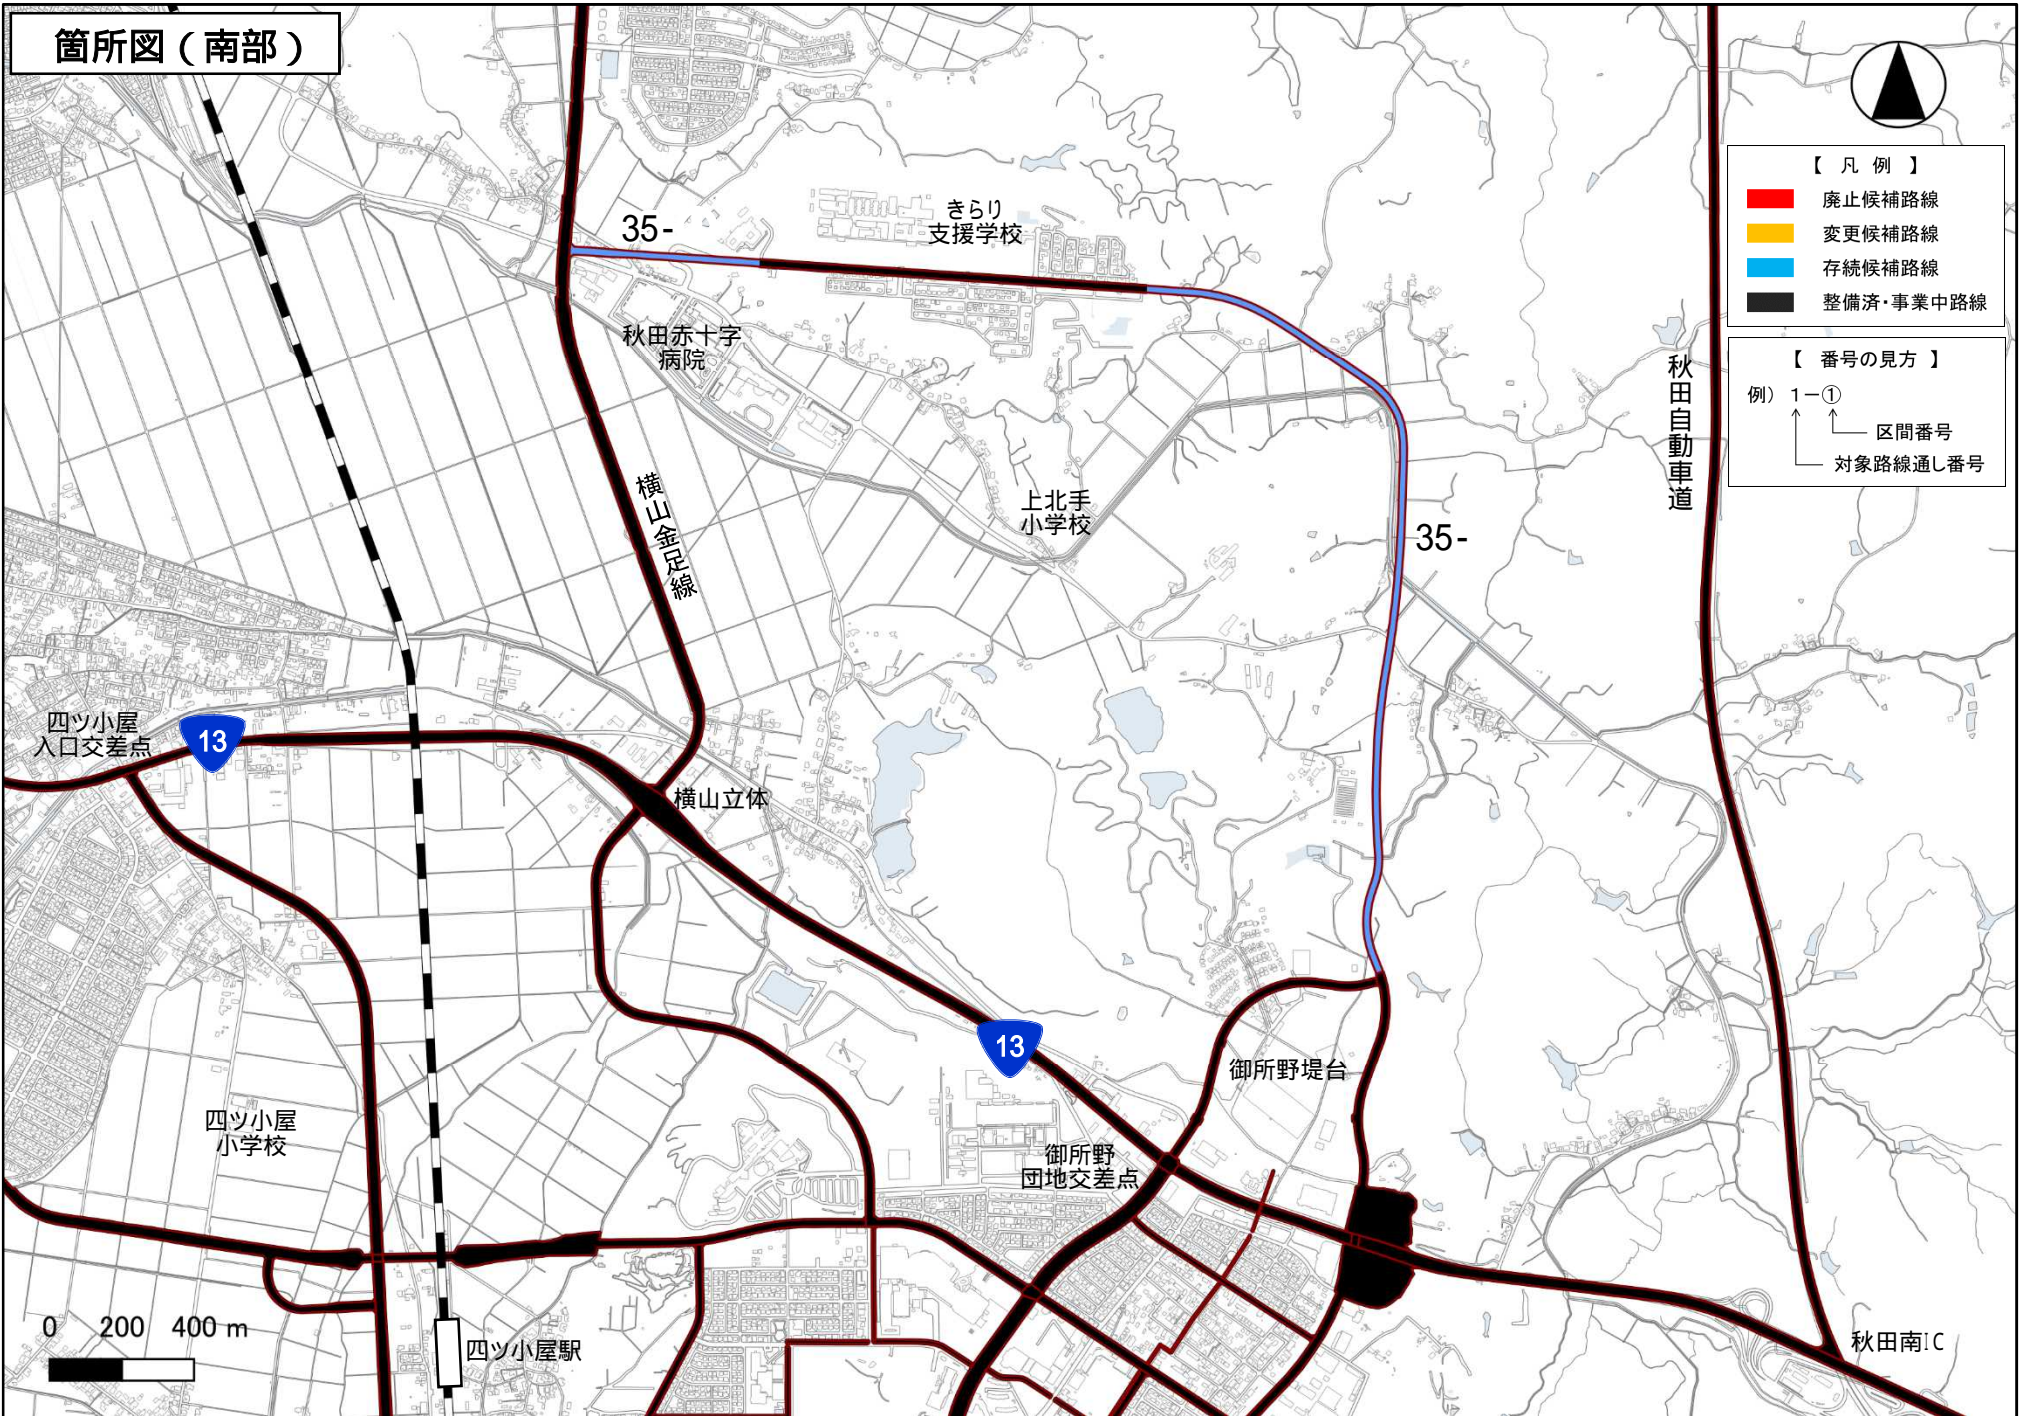 箇所図（南部）
【 凡 例 】
廃止候補路線
変更候補路線
存続候補路線
整備済・事業中路線
【 番号の見方 】
例） 1－①
区間番号
対象路線通し番号
35-
きらり
支援学校
秋田赤十字
病院
横山金足線
上北手
小学校
35-
秋田自動車道
四ツ小屋
入口交差点
13
横山立体
13
御所野堤台
四ツ小屋
小学校
御所野
団地交差点
0 200 400 m
四ツ小屋駅
秋田南IC